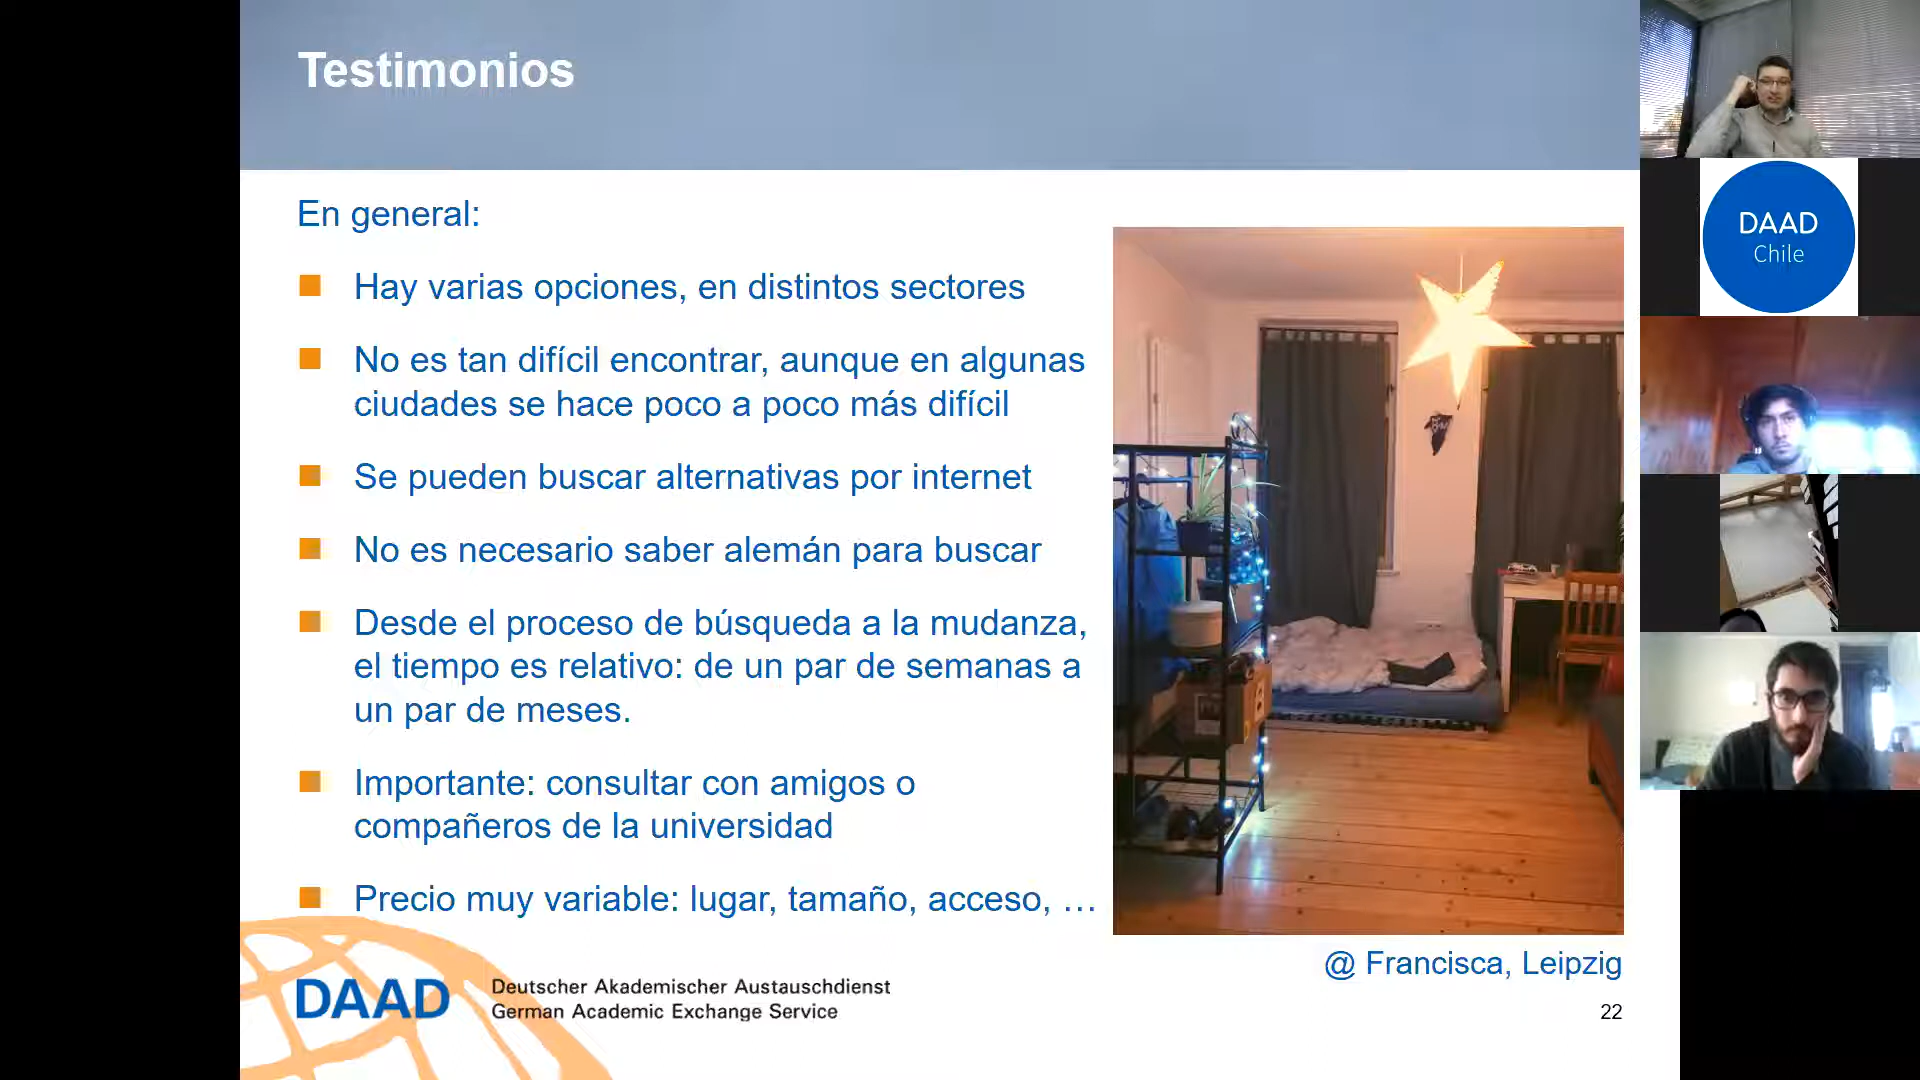 Testimonios
En general:
Hay varias opciones, en distintos sectores
No es tan difícil encontrar, aunque en algunas
ciudades se hace poco a poco más difícil
Se pueden buscar alternativas por internet
No es necesario saber alemán para buscar
Desde el proceso de búsqueda a la mudanza,
el tiempo es relativo: de un par de semanas a
un par de meses.
Importante: consultar con amigos o
compañeros de la universidad
Precio muy variable: lugar, tamaño, acceso, …
@ Francisca, Leipzig
DAAD
Deutscher Akademischer Austauschdienst
German Academic Exchange Service
22
DAAD
Chile